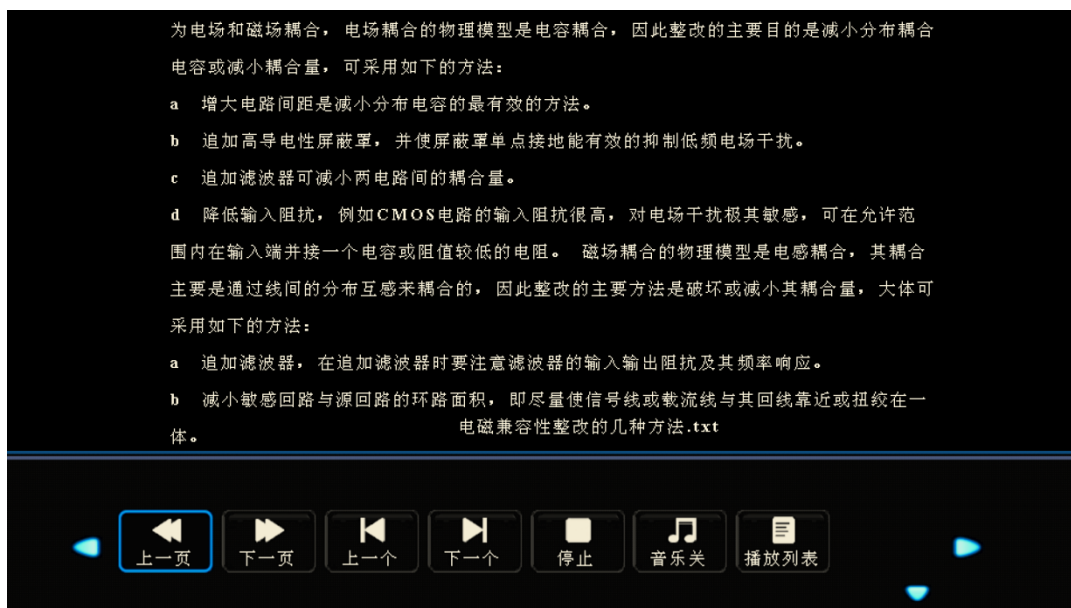 为电场和磁场耦合，电场耦合的物理模型是电容耦合，因此整改的主要目的是减小分布耦合
电容或减小耦合量，可采用如下的方法：
a 增大电路间距是减小分布电容的最有效的方法。
b 追加高导电性屏蔽罩，并使屏蔽罩单点接地能有效的抑制低频电场干扰。
c 追加滤波器可减小两电路间的耦合量。
d 降低输入阻抗，例如CMOS电路的输入阻抗很高，对电场干扰极其敏感，可在允许范
围内在输入端并接一个电容或阻值较低的电阻。 磁场耦合的物理模型是电感耦合，其耦合
主要是通过线间的分布互感来耦合的，因此整改的主要方法是破坏或减小其耦合量，大体可
采用如下的方法：
a 追加滤波器，在追加滤波器时要注意滤波器的输入输出阻抗及其频率响应。
b 减小敏感回路与源回路的环路面积，即尽量使信号线或载流线与其回线靠近或扭绞在一
体。
电磁兼容性整改的几种方法.txt
上一页 下一页 上一个 下一个 停止 音乐关 播放列表